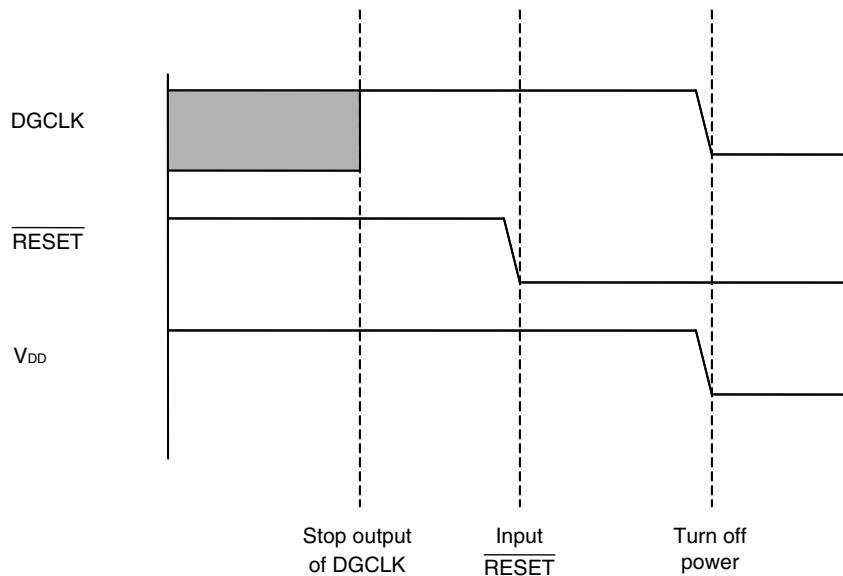 DGCLK
RESET
VDD
Stop output
of DGCLK
Input
RESET
Turn off
power